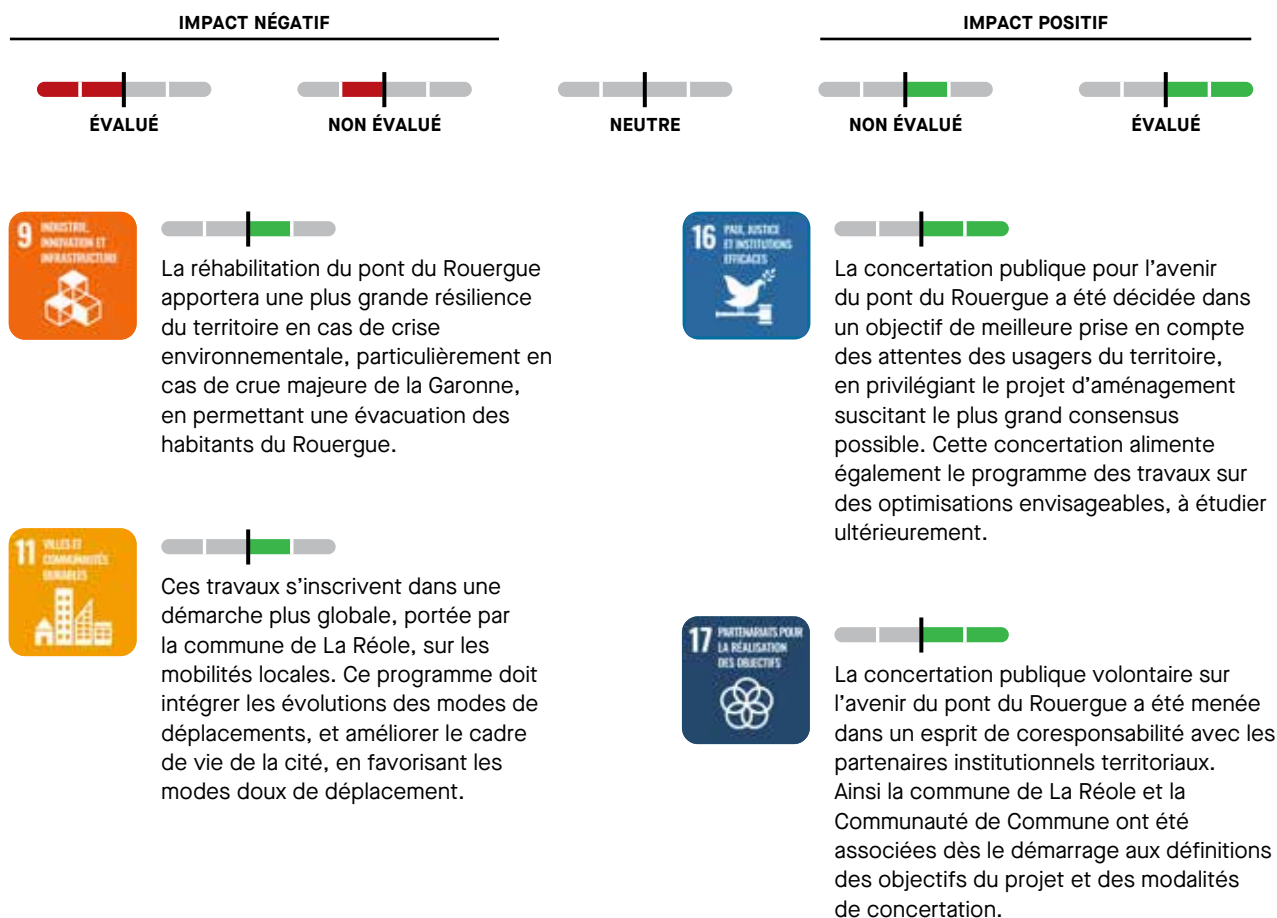 IMPACT NÉGATIF
IMPACT POSITIF
ÉVALUÉ
NON ÉVALUÉ
NEUTRE
NON ÉVALUÉ
ÉVALUÉ
9 INDUSTRIE,
INNOVATION ET
INFRASTRUCTURE
La réhabilitation du pont du Rouergue
apportera une plus grande résilience
du territoire en cas de crise
environnementale, particulièrement en
cas de crue majeure de la Garonne,
en permettant une évacuation des
habitants du Rouergue.
11 VILLES ET
COMMUNAUTÉS
DURABLES
Ces travaux s'inscrivent dans une
démarche plus globale, portée par
la commune de La Réole, sur les
mobilités locales. Ce programme doit
intégrer les évolutions des modes de
déplacements, et améliorer le cadre
de vie de la cité, en favorisant les
modes doux de déplacement.
16 PAIX, JUSTICE
ET INSTITUTIONS
EFFICACES
La concertation publique pour l'avenir
du pont du Rouergue a été décidée dans
un objectif de meilleure prise en compte
des attentes des usagers du territoire,
en privilégiant le projet d'aménagement
suscitant le plus grand consensus
possible. Cette concertation alimente
également le programme des travaux sur
des optimisations envisageables, à étudier
ultérieurement.
17 PARTENARIATS POUR
LA RÉALISATION
DES OBJECTIFS
La concertation publique volontaire sur
l'avenir du pont du Rouergue a été menée
dans un esprit de coresponsabilité avec les
partenaires institutionnels territoriaux.
Ainsi la commune de La Réole et la
Communauté de Commune ont été
associées dès le démarrage aux définitions
des objectifs du projet et des modalités
de concertation.